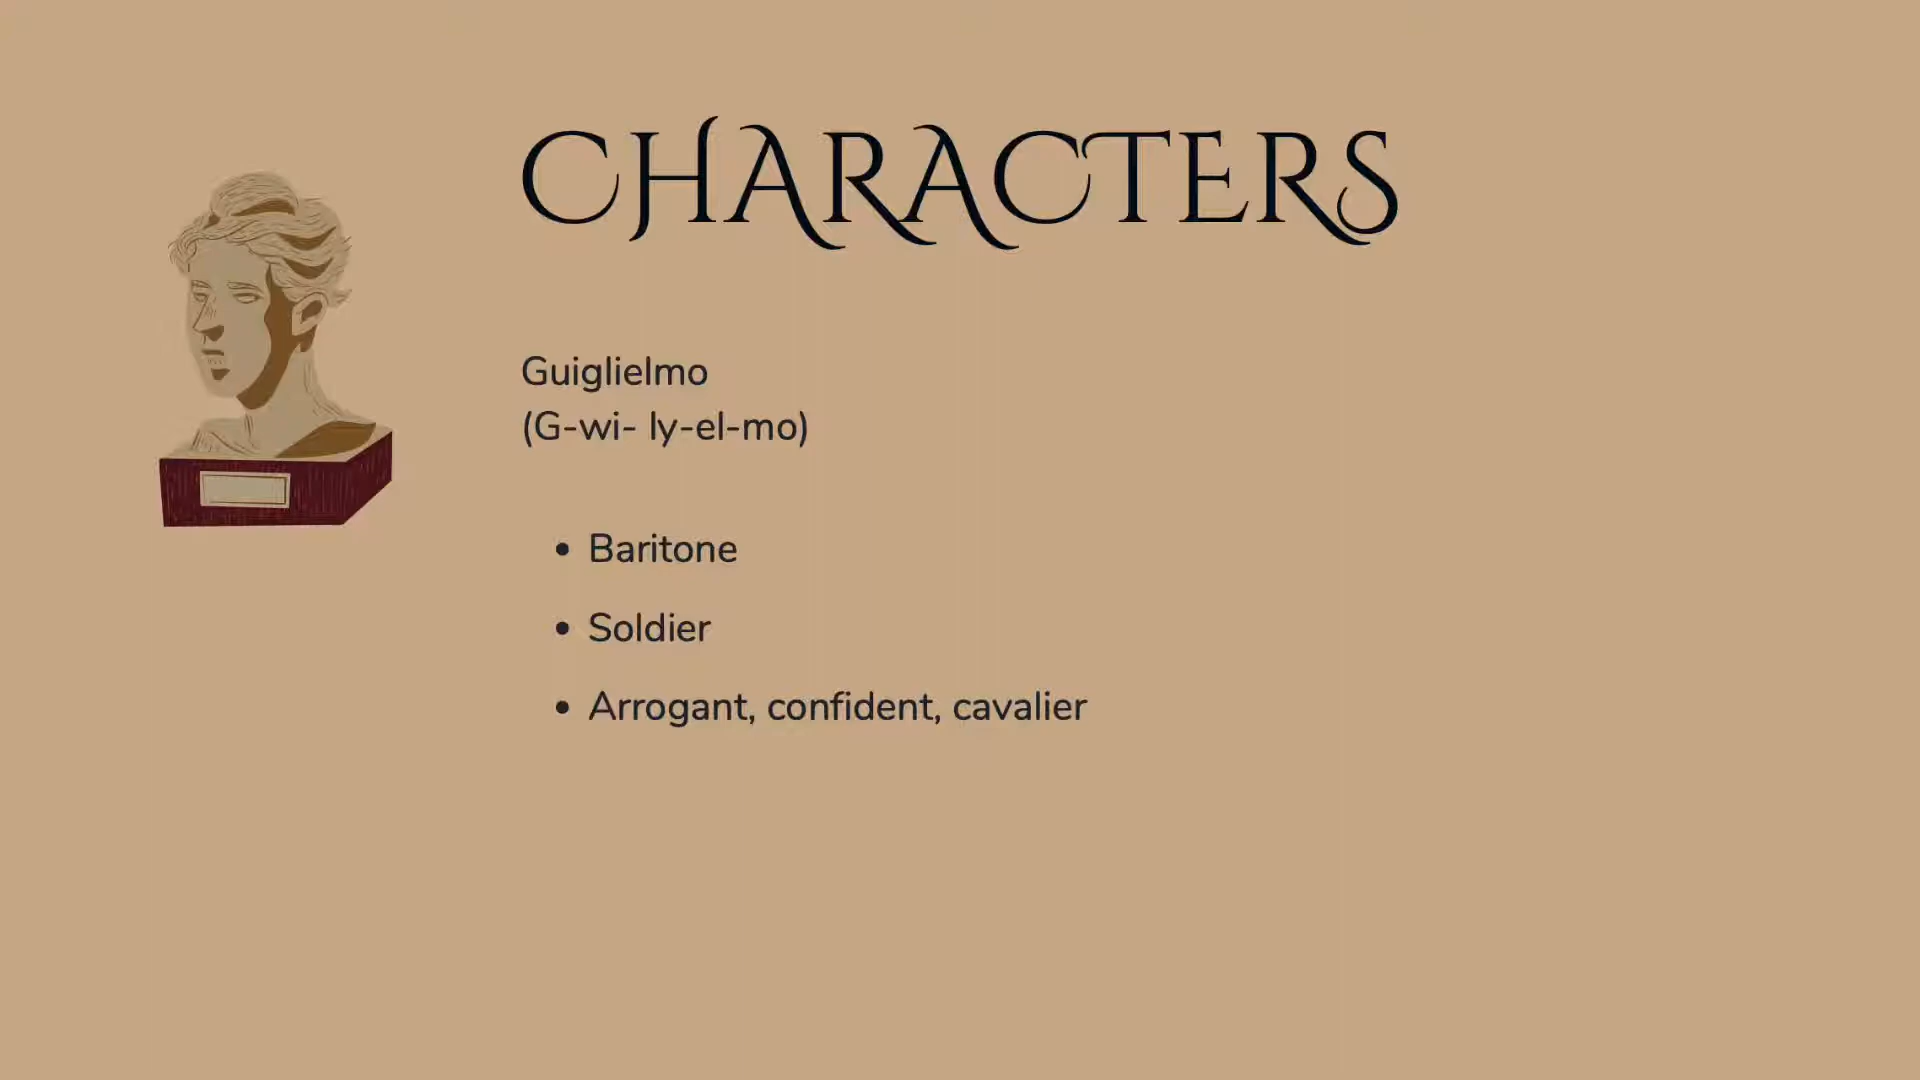 CHARACTERS
Guiglielmo
(G-wi- ly-el-mo)
• Baritone
• Soldier
• Arrogant, confident, cavalier